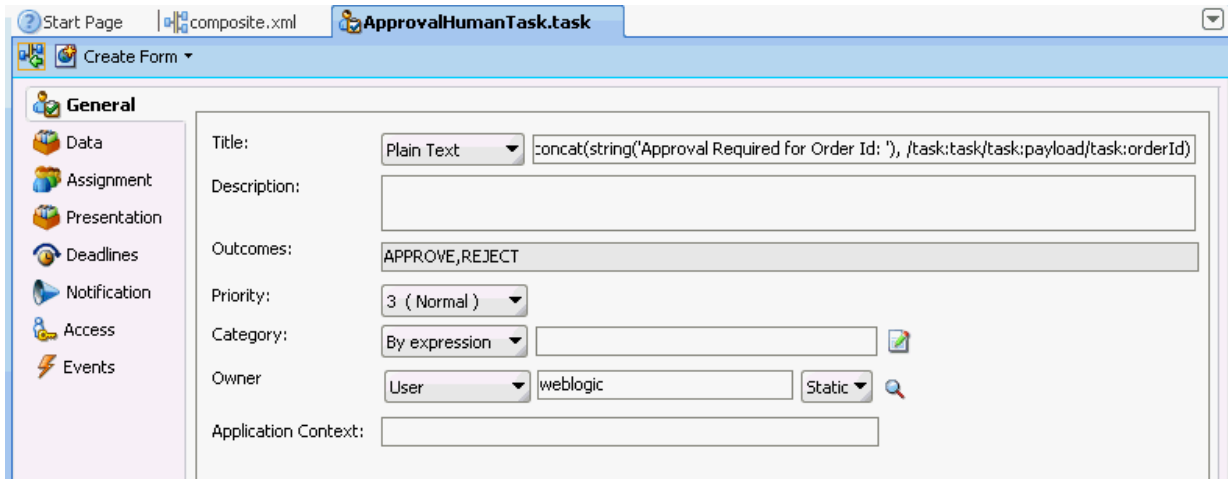 Start Page composite.xml ApprovalHumanTask.task
Create Form
General
Data
Assignment
Presentation
Deadlines
Notification
Access
Events
Title: Plain Text concat(string('Approval Required for Order Id: '), /task:task/task:payload/task:orderId)
Description:
Outcomes: APPROVE,REJECT
Priority: 3 ( Normal )
Category: By expression
Owner User weblogic Static
Application Context: